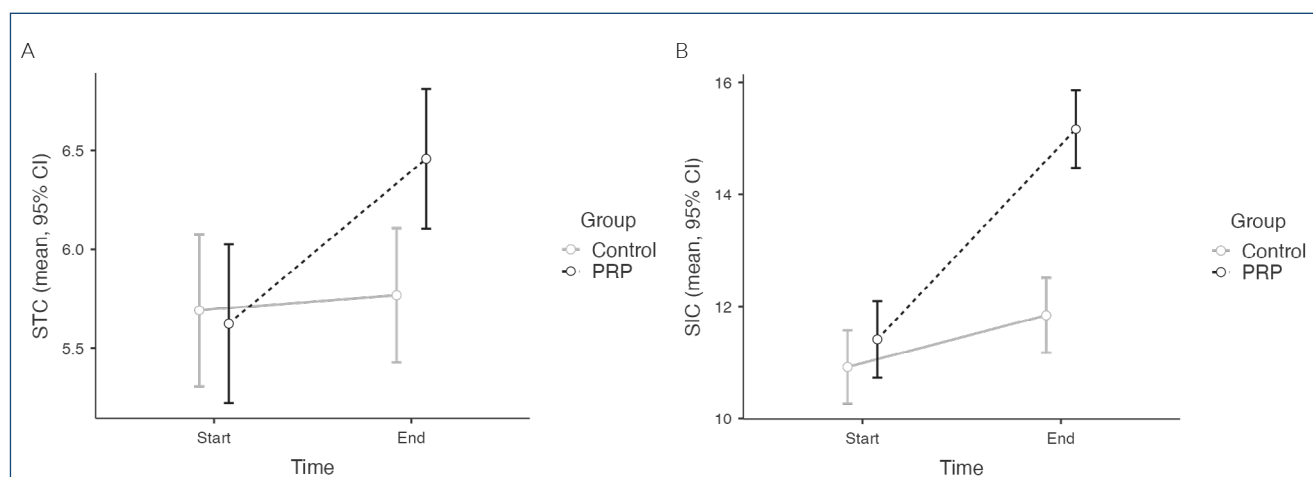 A
STC (mean, 95% CI)
6.5
6.0
5.5
Start
End
Time
Group
Control
PRP
B
SIC (mean, 95% CI)
16
14
12
10
Start
End
Time
Group
Control
PRP